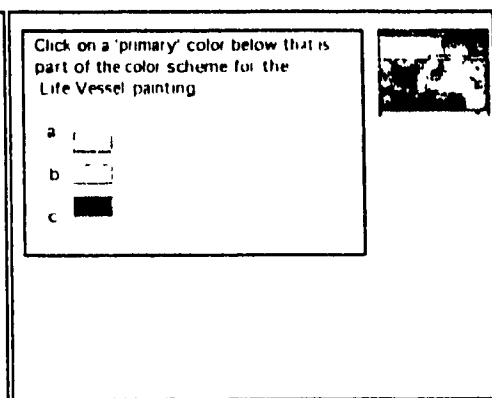 Click on a 'primary' color below that is
part of the color scheme for the
Life Vessel painting
a
b
c